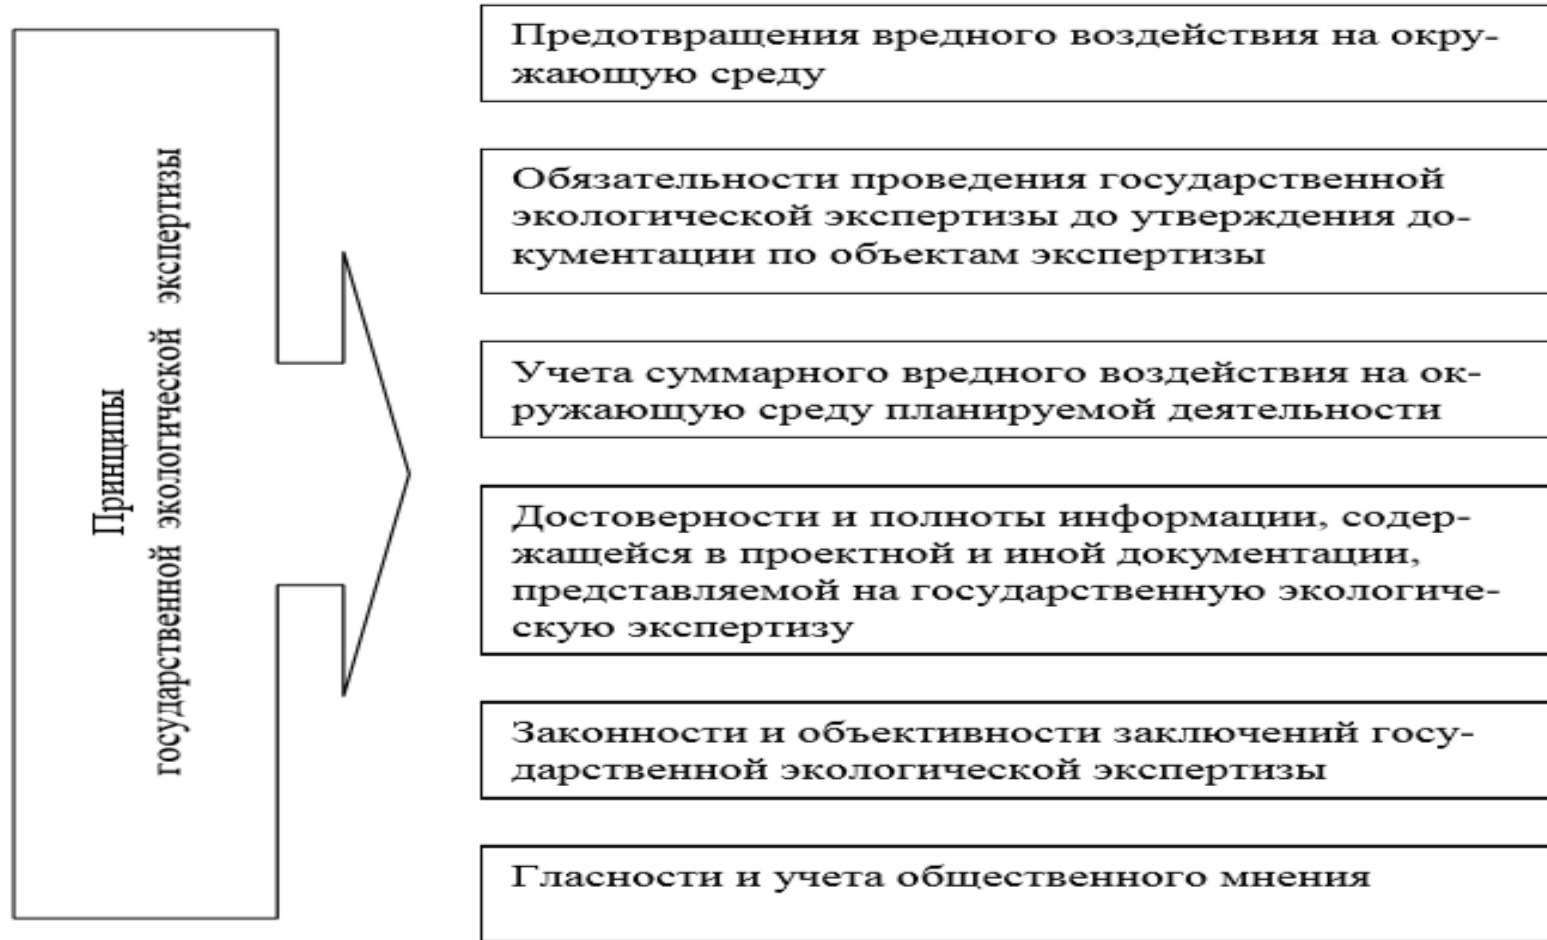 Принципы
государственной экологической экспертизы
Предотвращения вредного воздействия на окру-
жающую среду
Обязательности проведения государственной
экологической экспертизы до утверждения до-
кументации по объектам экспертизы
Учета суммарного вредного воздействия на ок-
ружающую среду планируемой деятельности
Достоверности и полноты информации, содер-
жащейся в проектной и иной документации,
представляемой на государственную экологиче-
скую экспертизу
Законности и объективности заключений госу-
дарственной экологической экспертизы
Гласности и учета общественного мнения